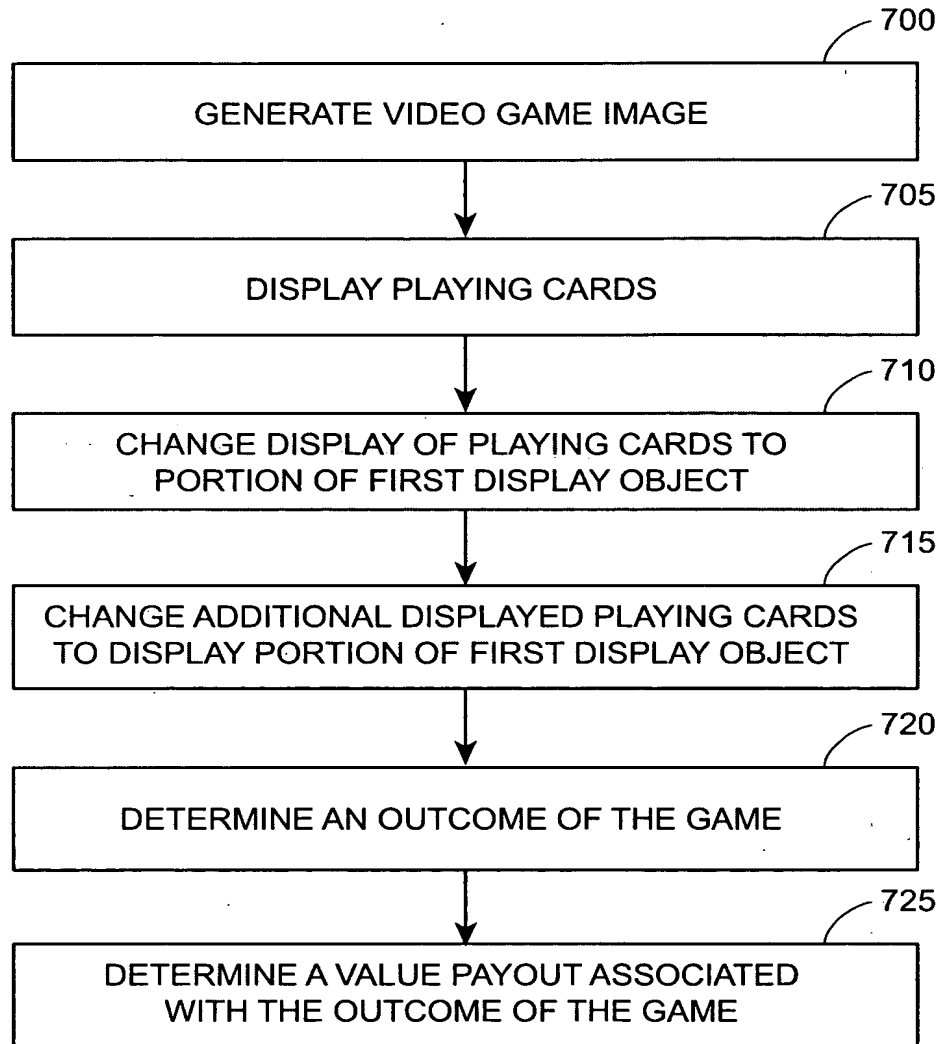 700
GENERATE VIDEO GAME IMAGE
705
DISPLAY PLAYING CARDS
710
CHANGE DISPLAY OF PLAYING CARDS TO
PORTION OF FIRST DISPLAY OBJECT
715
CHANGE ADDITIONAL DISPLAYED PLAYING CARDS
TO DISPLAY PORTION OF FIRST DISPLAY OBJECT
720
DETERMINE AN OUTCOME OF THE GAME
725
DETERMINE A VALUE PAYOUT ASSOCIATED
WITH THE OUTCOME OF THE GAME